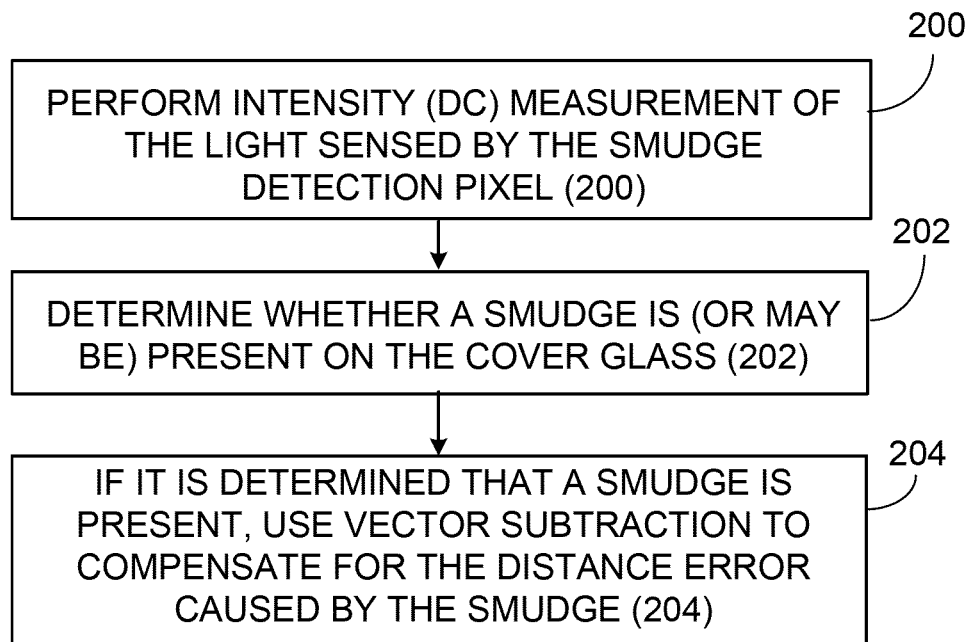 200
PERFORM INTENSITY (DC) MEASUREMENT OF
THE LIGHT SENSED BY THE SMUDGE
DETECTION PIXEL (200)
202
DETERMINE WHETHER A SMUDGE IS (OR MAY
BE) PRESENT ON THE COVER GLASS (202)
204
IF IT IS DETERMINED THAT A SMUDGE IS
PRESENT, USE VECTOR SUBTRACTION TO
COMPENSATE FOR THE DISTANCE ERROR
CAUSED BY THE SMUDGE (204)